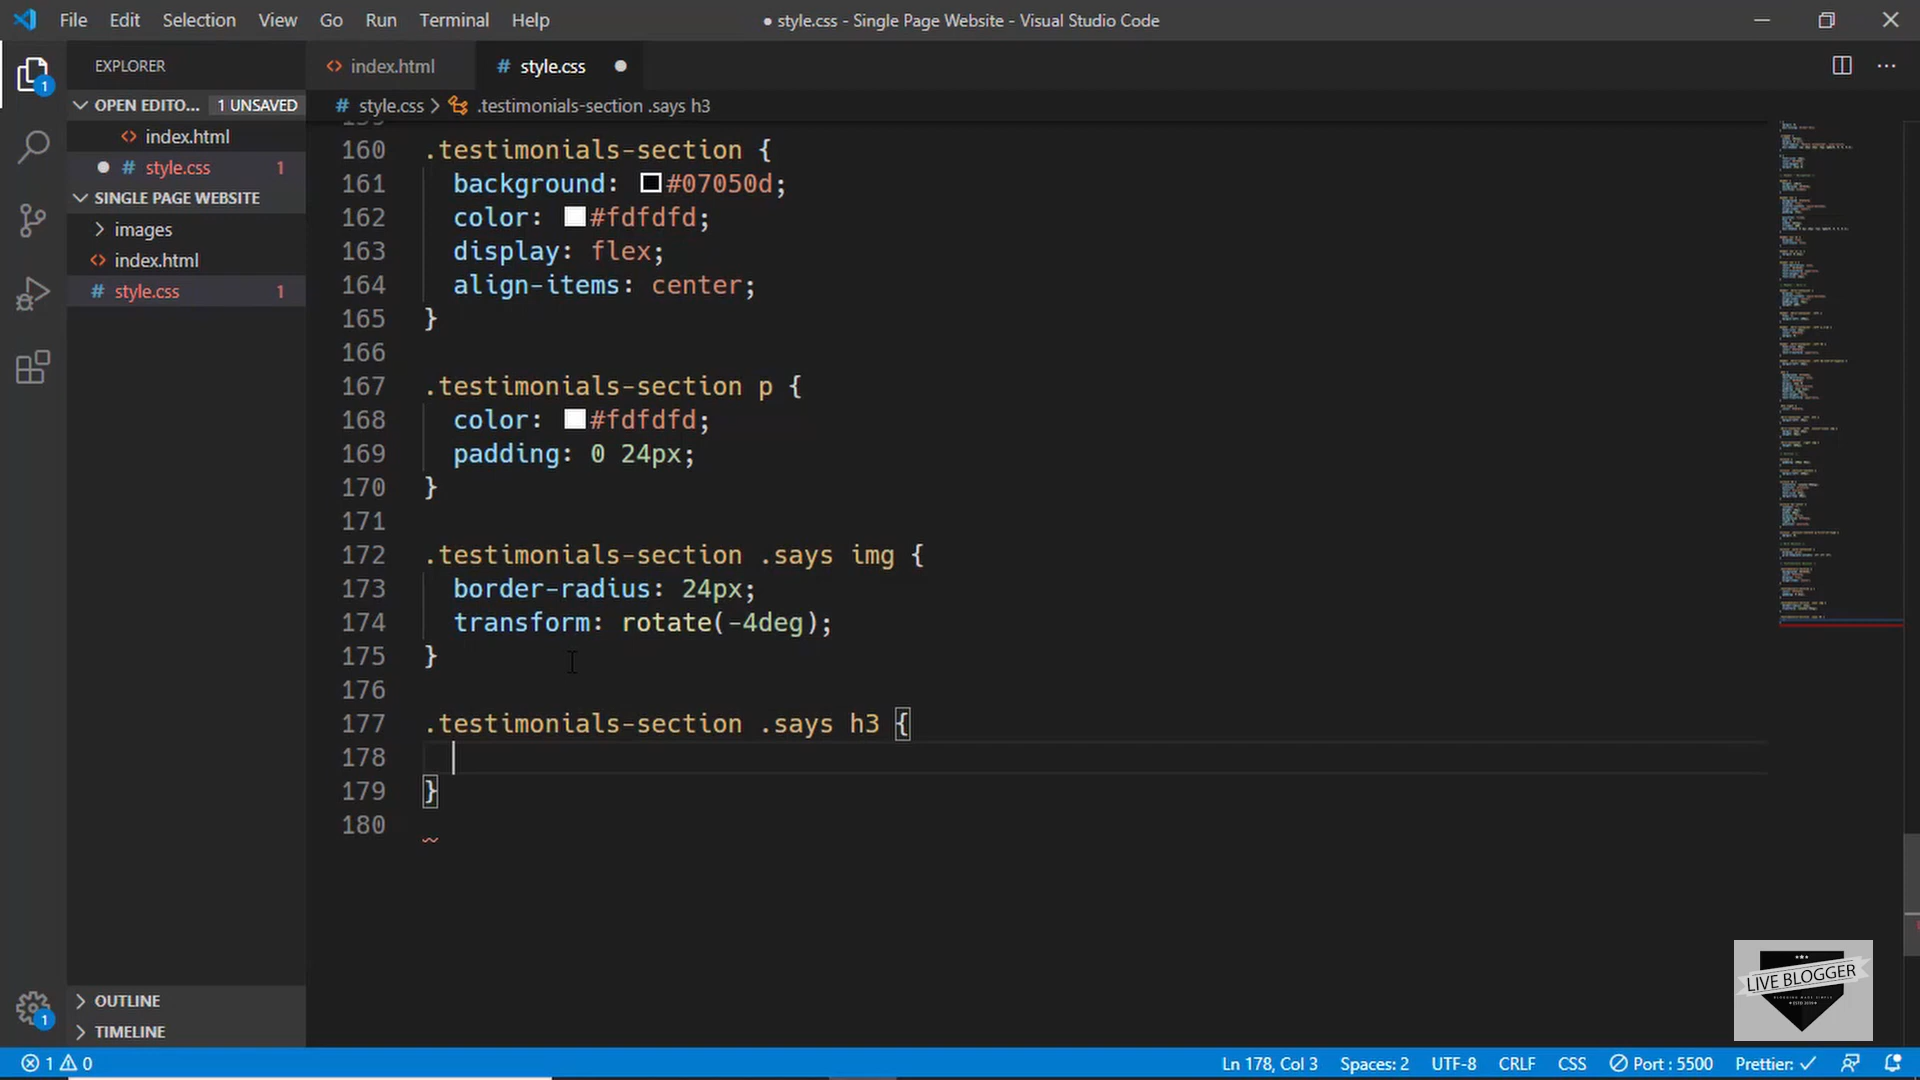 File Edit Selection View Go Run Terminal Help
● style.css - Single Page Website - Visual Studio Code
EXPLORER
OPEN EDITO... 1 UNSAVED
<> index.html
● # style.css 1
SINGLE PAGE WEBSITE
images
<> index.html
# style.css 1
OUTLINE
TIMELINE
<> index.html # style.css ●
# style.css > .testimonials-section .says h3
160 .testimonials-section {
161 background: #07050d;
162 color: #fdfdfd;
163 display: flex;
164 align-items: center;
165 }
166
167 .testimonials-section p {
168 color: #fdfdfd;
169 padding: 0 24px;
170 }
171
172 .testimonials-section .says img {
173 border-radius: 24px;
174 transform: rotate(-4deg);
175 }
176
177 .testimonials-section .says h3 {
178
179 }
180
1
1
LIVE BLOGGER
1 0
Ln 178, Col 3 Spaces: 2 UTF-8 CRLF CSS Port : 5500 Prettier: ✓